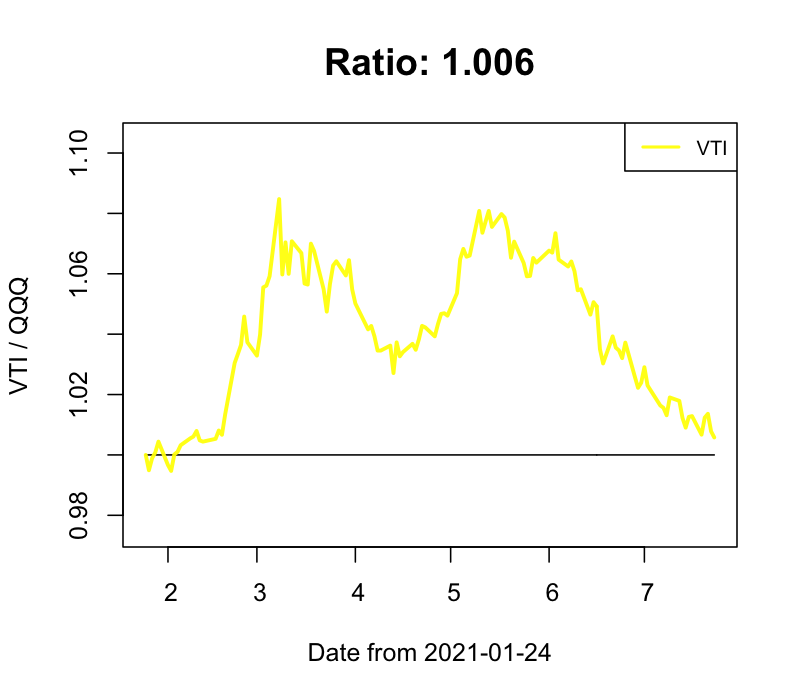 Ratio: 1.006
VTI
VTI / QQQ
1.10
1.06
1.02
0.98
2 3 4 5 6 7
Date from 2021-01-24